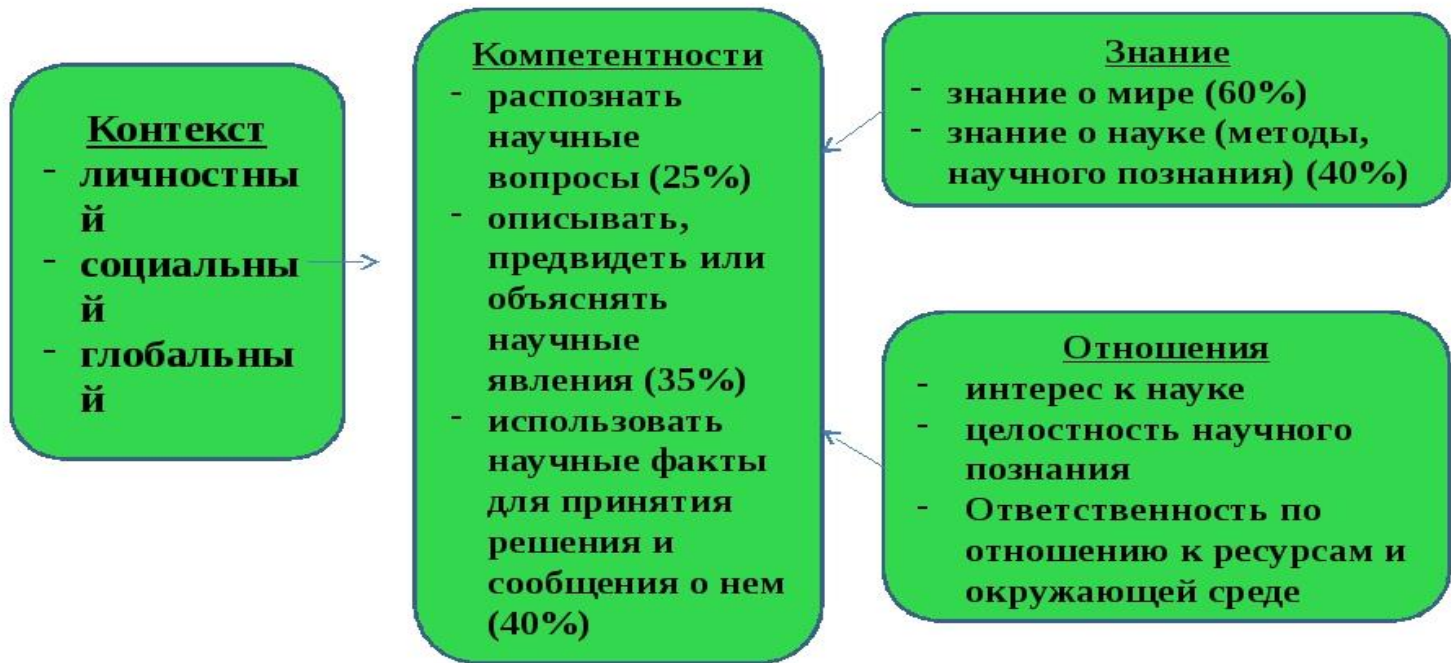 Контекст
- личностны
й
- социальны
й
- глобальны
й
Компетентности
- распознать
научные
вопросы (25%)
- описывать,
предвидеть или
объяснять
научные
явления (35%)
- использовать
научные факты
для принятия
решения и
сообщения о нем
(40%)
Знание
- знание о мире (60%)
- знание о науке (методы,
научного познания) (40%)
Отношения
- интерес к науке
- целостность научного
познания
- Ответственность по
отношению к ресурсам и
окружающей среде